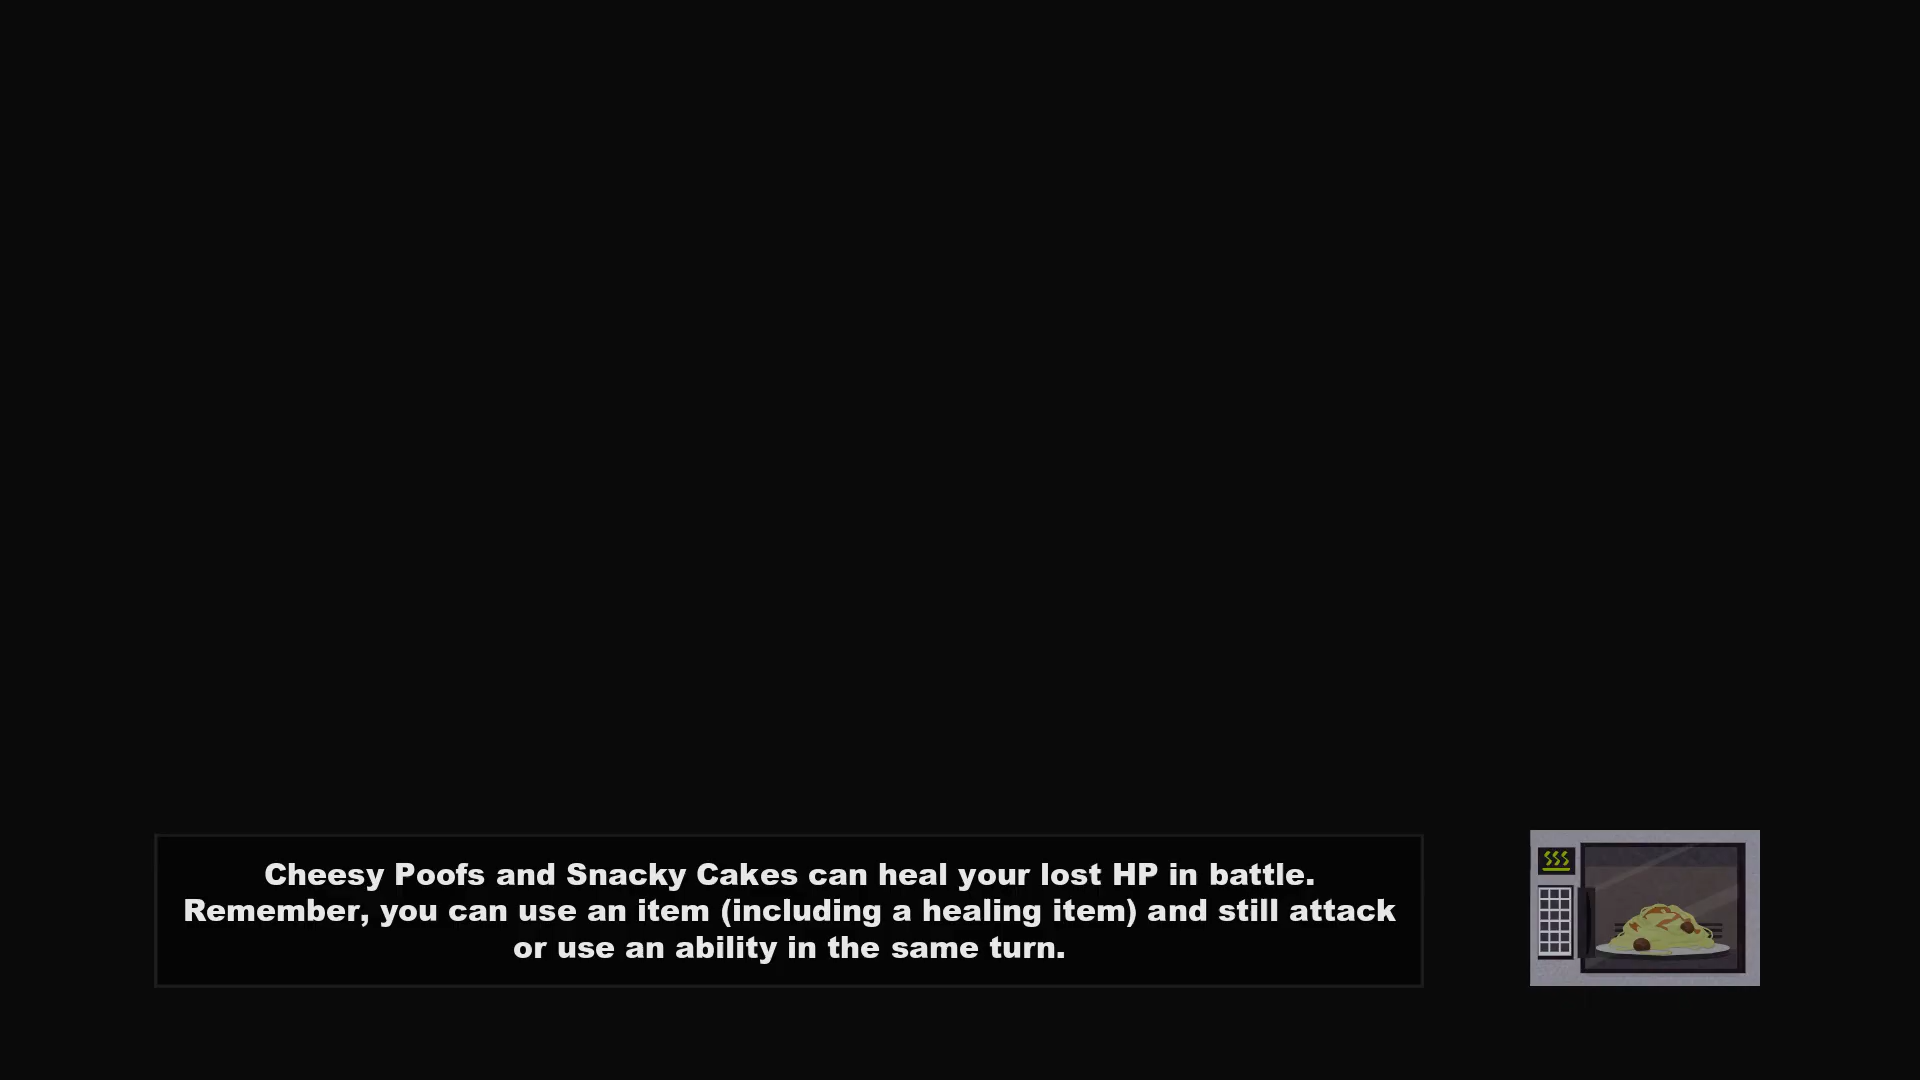 Cheesy Poofs and Snacky Cakes can heal your lost HP in battle.
Remember, you can use an item (including a healing item) and still attack
or use an ability in the same turn.